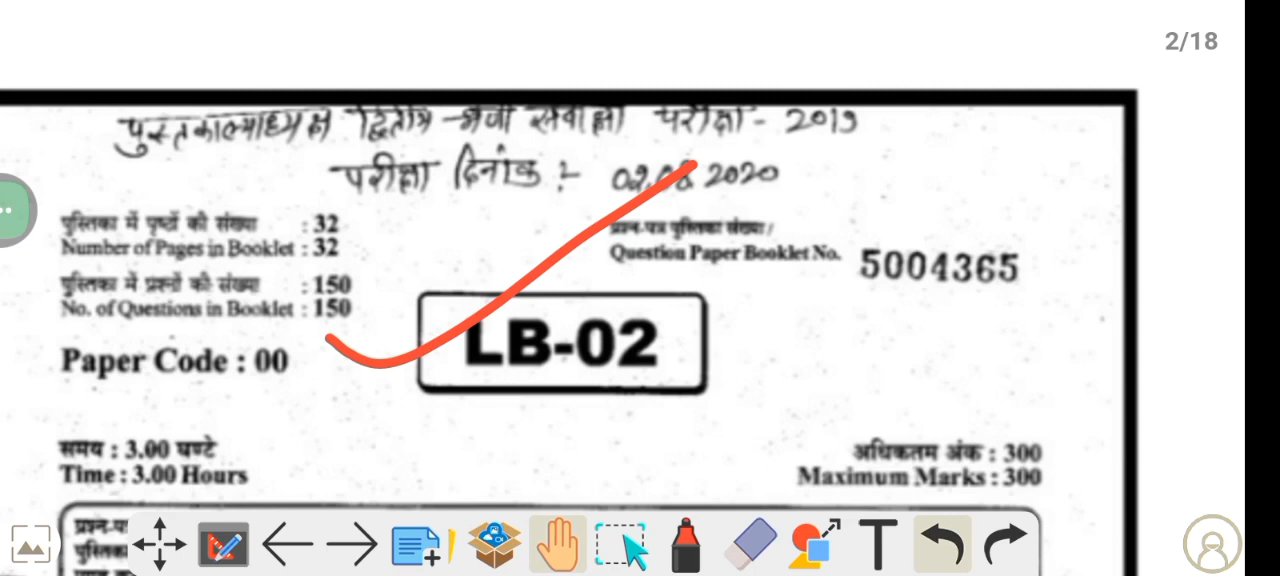 2/18
पुस्तकालयाध्यक्ष द्वितीय श्रेणी परीक्षा - 2019
परीक्षा दिनांक :- 02.08 2020
पुस्तिका में पृष्ठों की संख्या : 32
Number of Pages in Booklet : 32
प्रश्न-पत्र पुस्तिका संख्या /
Question Paper Booklet No. 5004365
पुस्तिका में प्रश्नों की संख्या : 150
No. of Questions in Booklet : 150
LB-02
Paper Code : 00
समय : 3.00 घण्टे
अधिकतम अंक : 300
Time : 3.00 Hours
Maximum Marks : 300